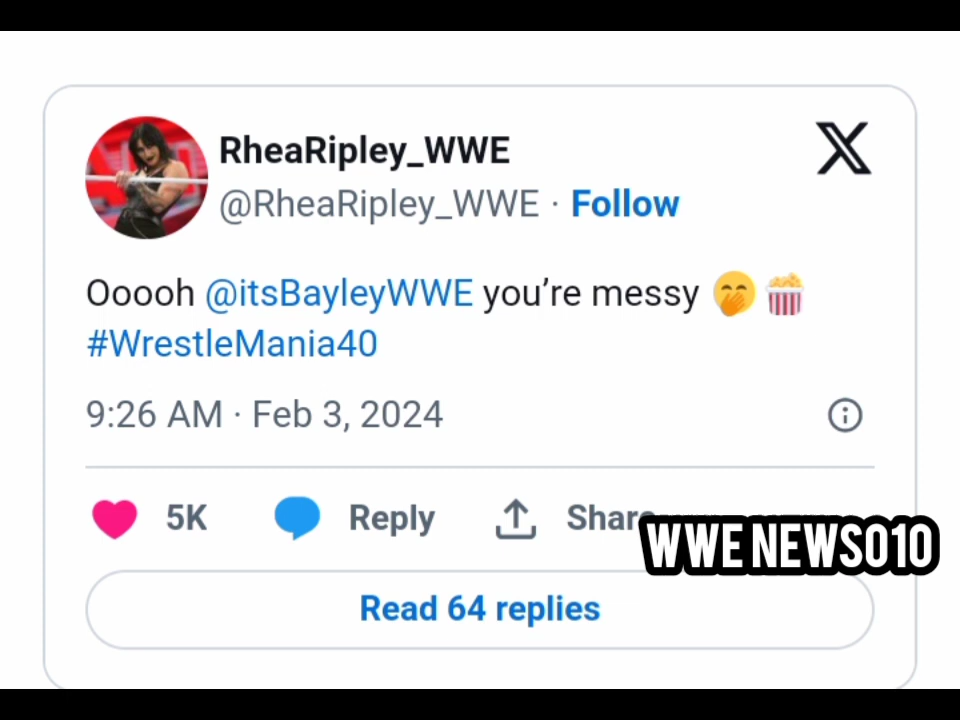 RheaRipley_WWE
@RheaRipley_WWE · Follow
Ooooh @itsBayleyWWE you’re messy 🤭🍿
#WrestleMania40
9:26 AM · Feb 3, 2024
5K Reply Share
WWE NEWS010
Read 64 replies